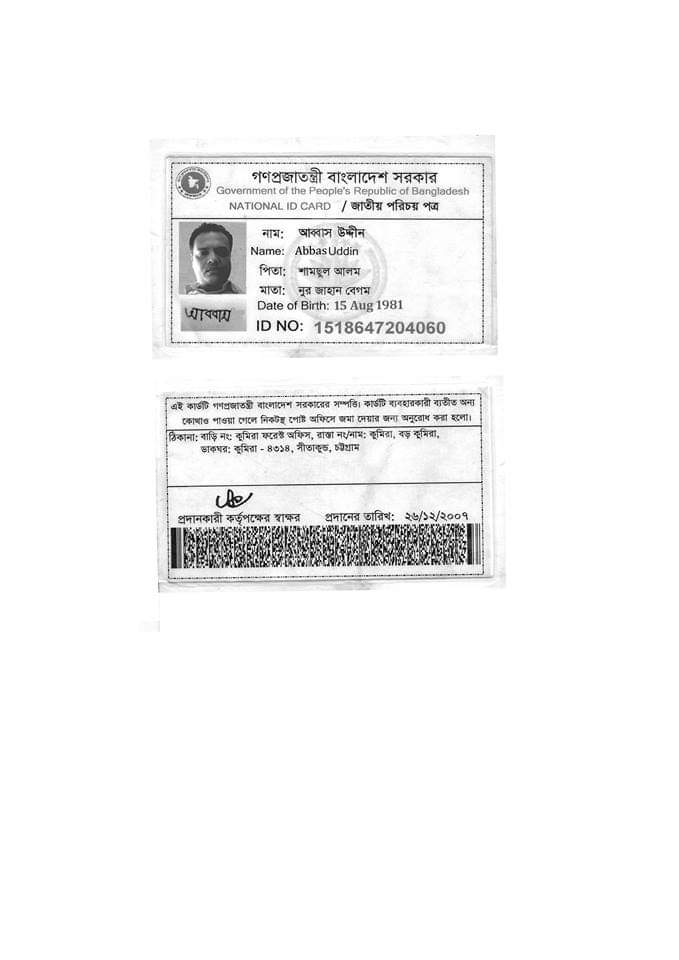 গণপ্রজাতন্ত্রী বাংলাদেশ সরকার
Government of the People's Republic of Bangladesh
NATIONAL ID CARD / জাতীয় পরিচয় পত্র
নাম: আব্বাস উদ্দীন
Name: Abbas Uddin
পিতা: শামছুল আলম
মাতা: নুর জাহান বেগম
Date of Birth: 15 Aug 1981
ID NO: 1518647204060
আববাস
এই কার্ডটি গণপ্রজাতন্ত্রী বাংলাদেশ সরকারের সম্পত্তি। কার্ডটি ব্যবহারকারী ব্যতীত অন্য
কোথাও পাওয়া গেলে নিকটস্থ পোষ্ট অফিসে জমা দেয়ার জন্য অনুরোধ করা হলো।
ঠিকানা: বাড়ি নং: কুমিরা ফরেষ্ট অফিস, রাস্তা নং/নাম: কুমিরা, বড় কুমিরা,
ডাকঘর: কুমিরা - ৪৩১৪, সীতাকুন্ড, চট্টগ্রাম
প্রদানকারী কর্তৃপক্ষের স্বাক্ষর প্রদানের তারিখ: ২৬/১২/২০০৭